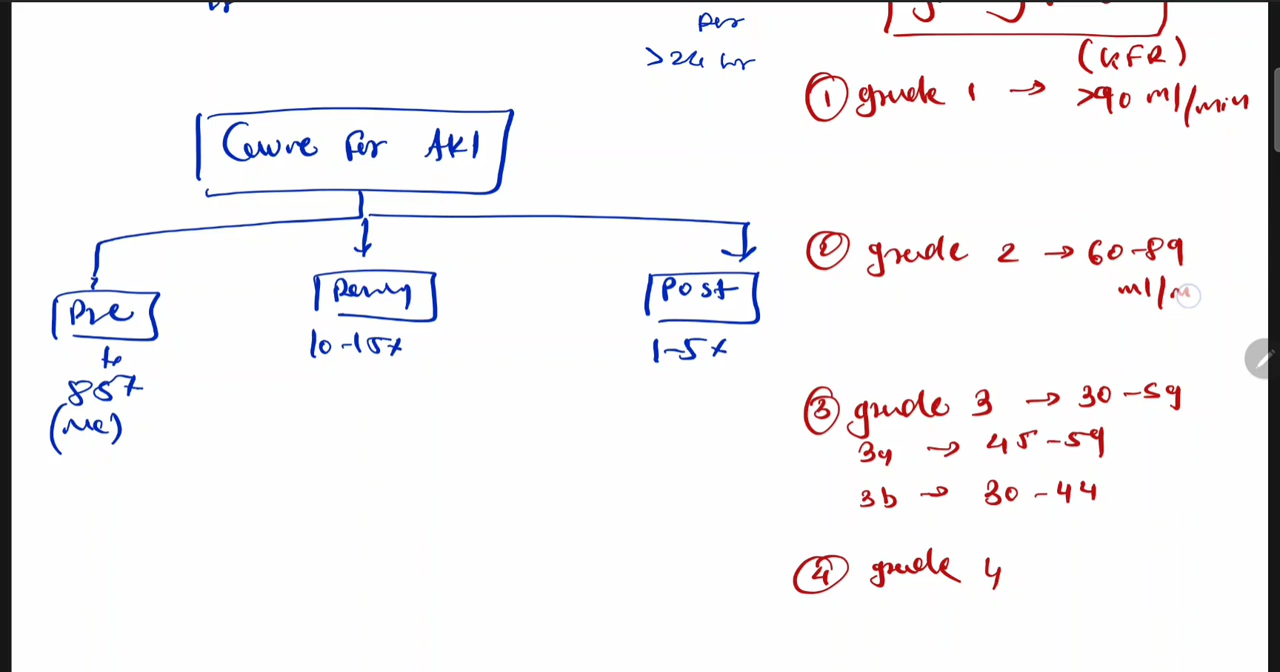 per
>24 hr
Cause for AKI
Pre
to
85%
(MC)
Renal
10-15%
Post
1-5%
(GFR)
① grade 1 → >90 ml/min
② grade 2 → 60-89
ml/m
③ grade 3 → 30-59
3a → 45-59
3b → 30-44
④ grade 4